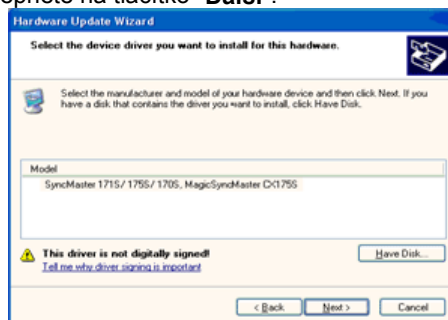 Hardware Update Wizard
Select the device driver you want to install for this hardware.
Select the manufacturer and model of your hardware device and then click Next. If you
have a disk that contains the driver you want to install, click Have Disk.
Model
SyncMaster 171S/ 175S/ 170S, MagicSyncMaster CX175S
This driver is not digitally signed!
Tell me why driver signing is important
Have Disk...
< Back
Next >
Cancel